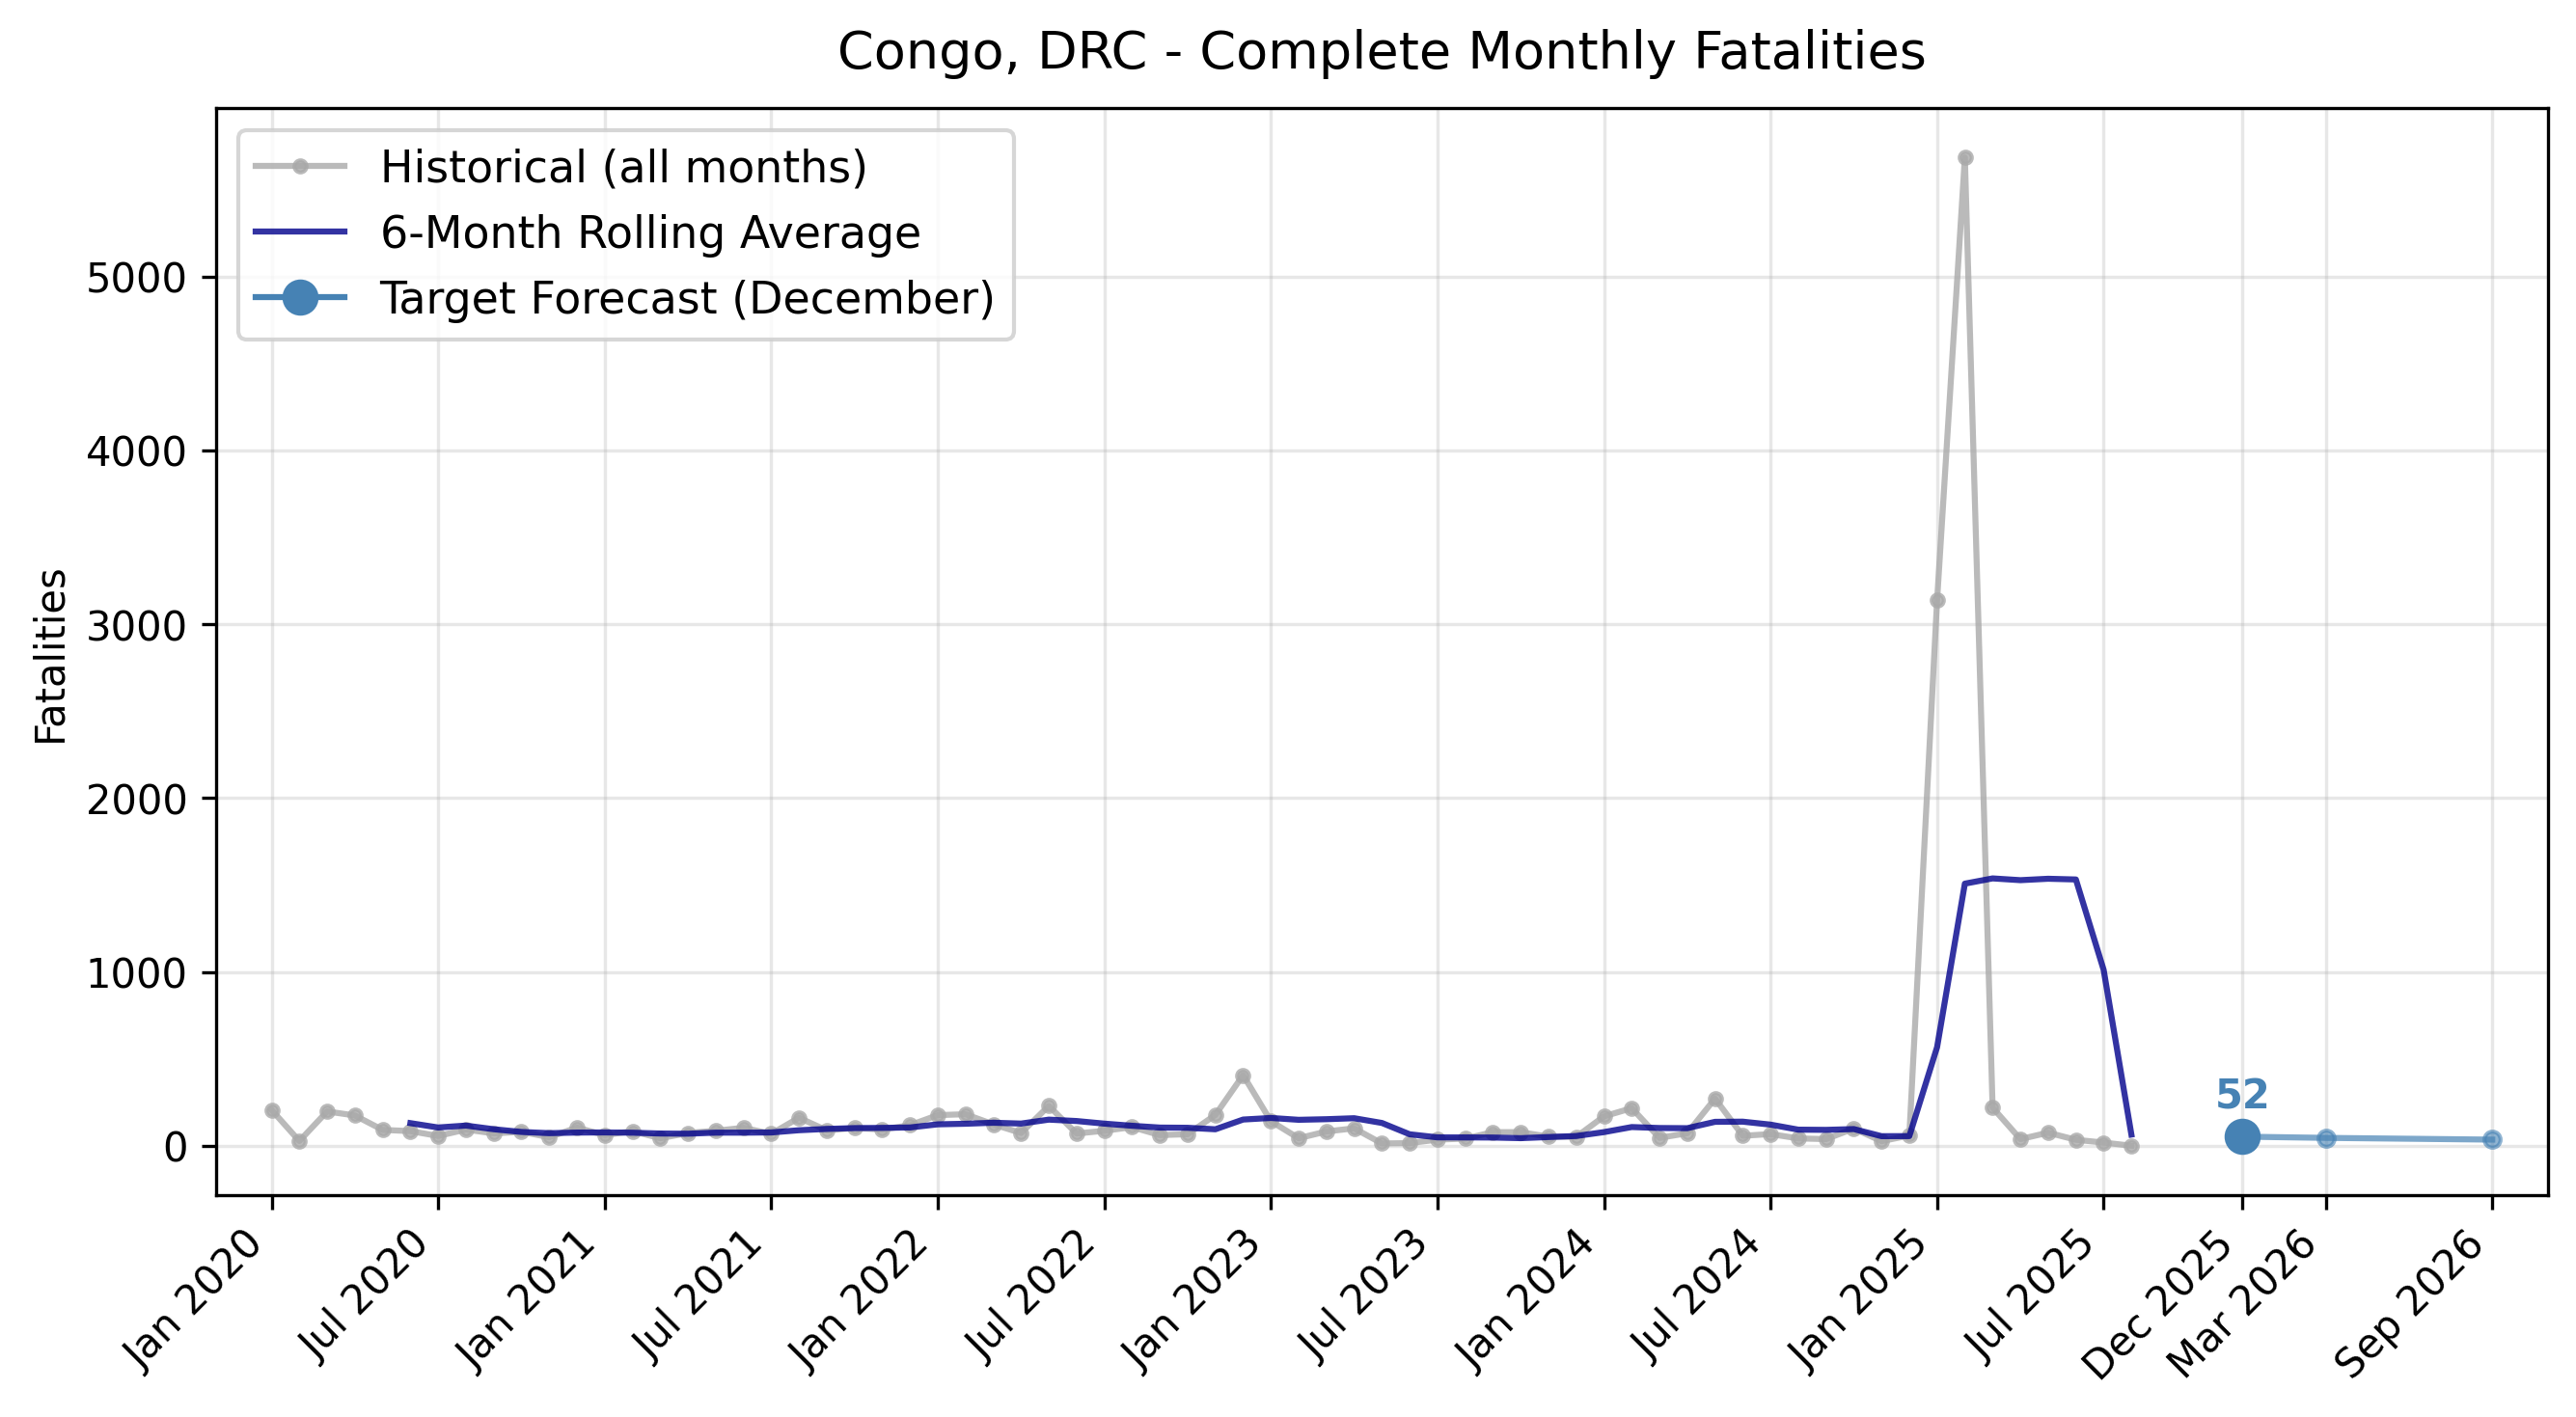 Congo, DRC - Complete Monthly Fatalities
Historical (all months)
6-Month Rolling Average
Target Forecast (December)
Fatalities
5000
4000
3000
2000
1000
0
52
Jan 2020
Jul 2020
Jan 2021
Jul 2021
Jan 2022
Jul 2022
Jan 2023
Jul 2023
Jan 2024
Jul 2024
Jan 2025
Jul 2025
Dec 2025
Mar 2026
Sep 2026